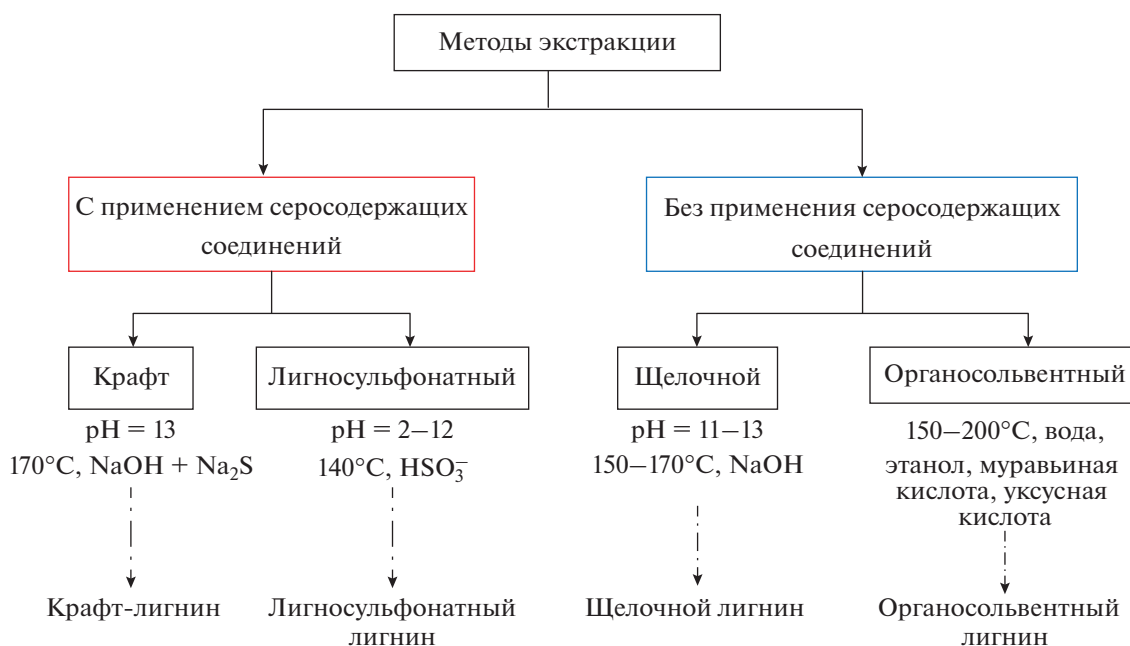 Методы экстракции
С применением серосодержащих
соединений
Без применения серосодержащих
соединений
Крафт
pH = 13
170°C, NaOH + Na₂S
Крафт-лигнин
Лигносульфонатный
pH = 2–12
140°C, HSO₃⁻
Лигносульфонатный
лигнин
Щелочной
pH = 11–13
150–170°C, NaOH
Щелочной лигнин
Органосольвентный
150–200°C, вода,
этанол, муравьиная
кислота, уксусная
кислота
Органосольвентный
лигнин